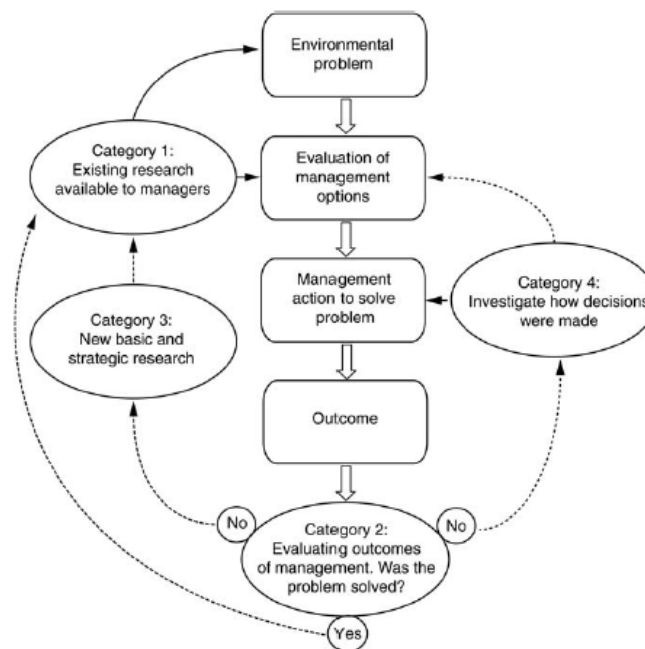 Environmental
problem
Category 1:
Existing research
available to managers
Evaluation of
management
options
Category 3:
New basic and
strategic research
Management
action to solve
problem
Category 4:
Investigate how decisions
were made
Outcome
No
Category 2:
Evaluating outcomes
of management. Was the
problem solved?
No
Yes